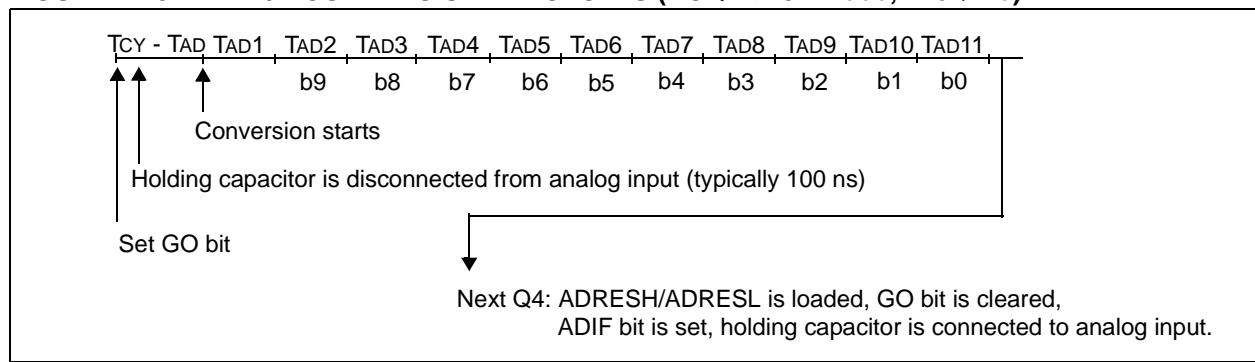 TCY - TAD TAD1 TAD2 TAD3 TAD4 TAD5 TAD6 TAD7 TAD8 TAD9 TAD10 TAD11
b9 b8 b7 b6 b5 b4 b3 b2 b1 b0
Conversion starts
Holding capacitor is disconnected from analog input (typically 100 ns)
Set GO bit
Next Q4: ADRESH/ADRESL is loaded, GO bit is cleared,
ADIF bit is set, holding capacitor is connected to analog input.